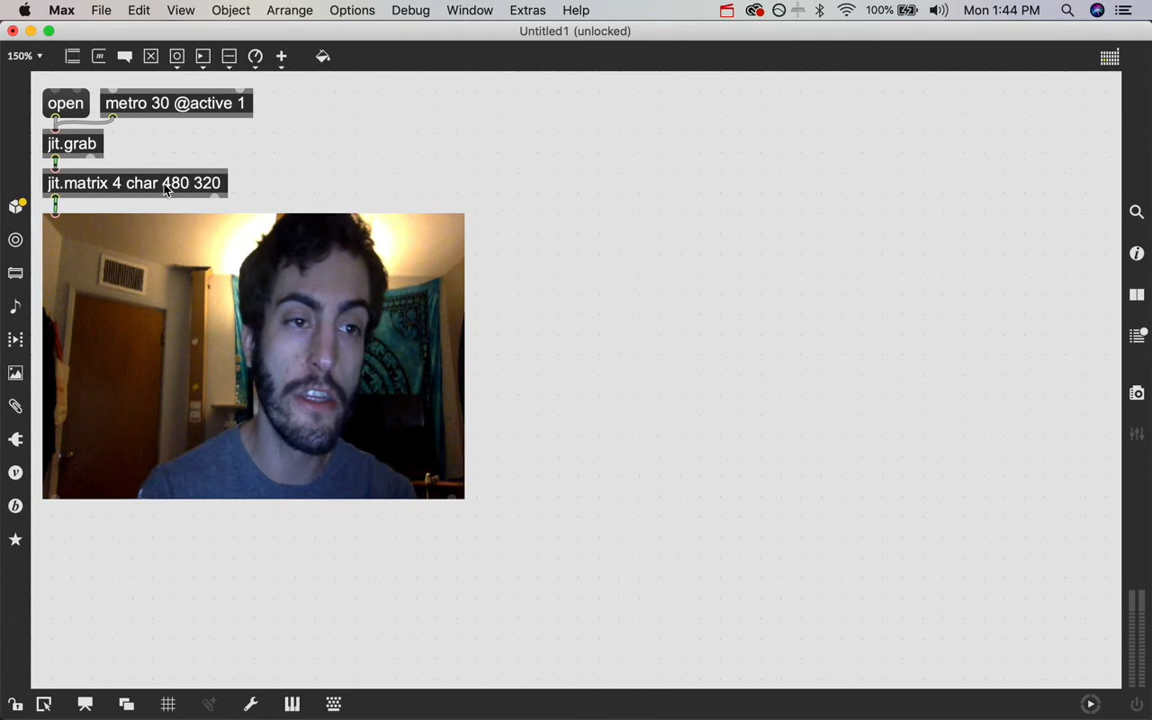 Max File Edit View Object Arrange Options Debug Window Extras Help 100% Mon 1:44 PM
Untitled1 (unlocked)
150%
open metro 30 @active 1
jit.grab
jit.matrix 4 char 480 320